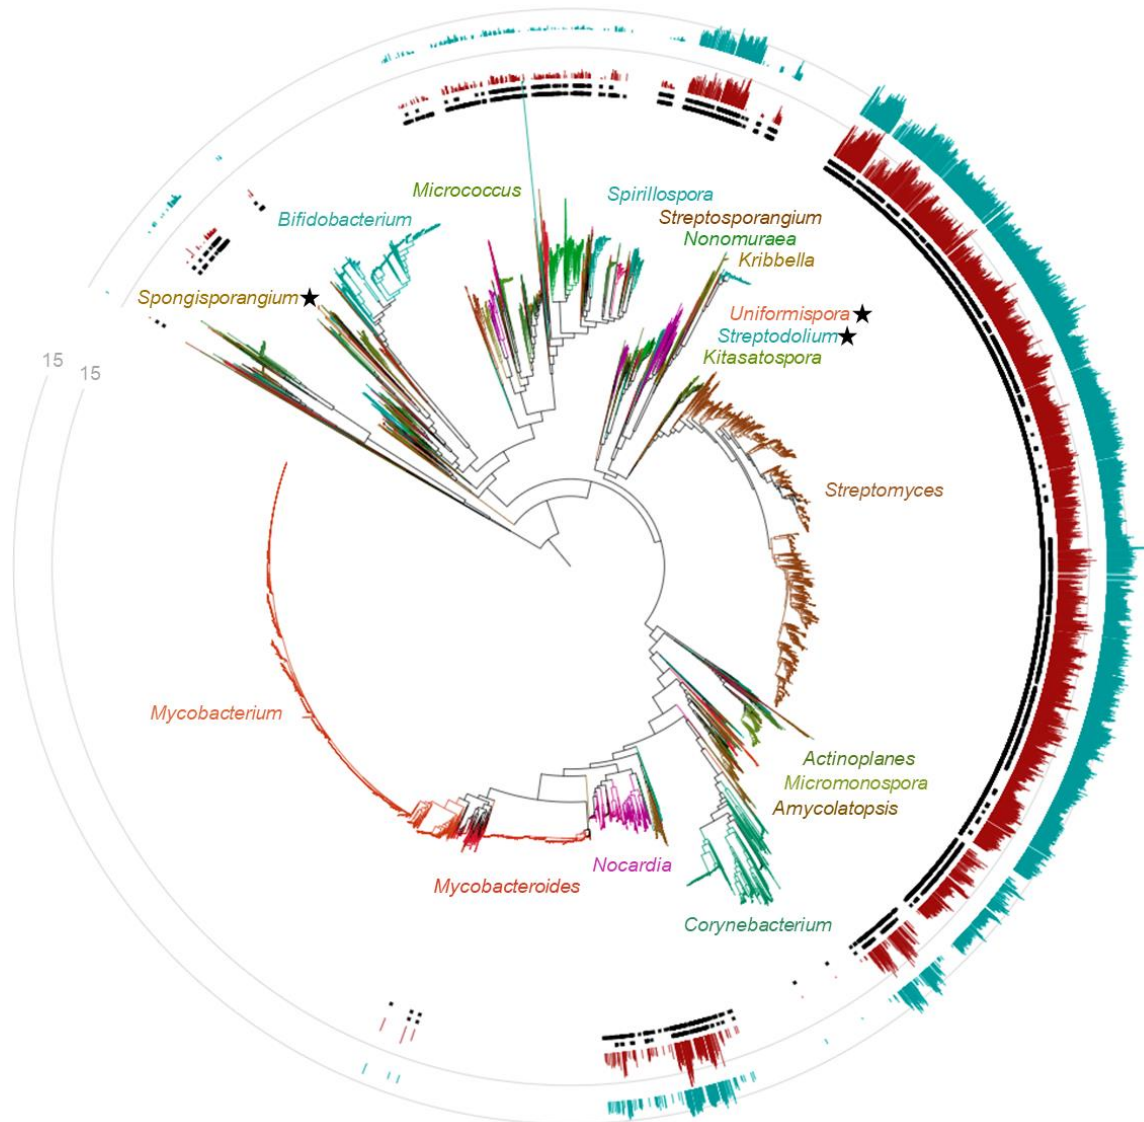 Micrococcus
Spirillospora
Bifidobacterium
Streptosporangium
Nonomuraea
Kribbella
Spongisporangium★
Uniformispora★
Streptodolium★
Kitasatospora
15
15
Streptomyces
Mycobacterium
Actinoplanes
Micromonospora
Amycolatopsis
Nocardia
Mycobacteroides
Corynebacterium